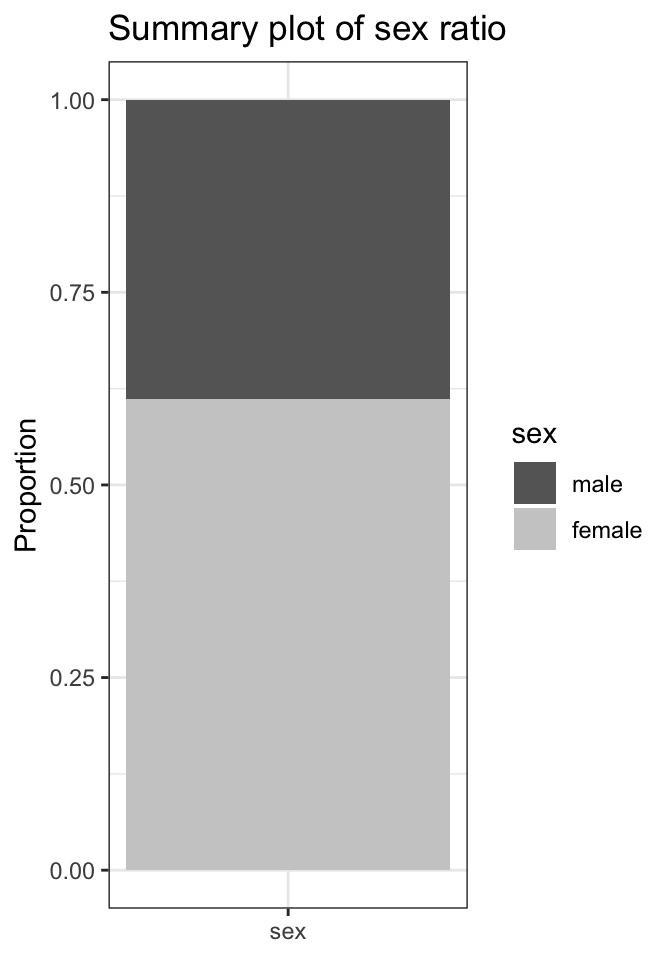 Summary plot of sex ratio
1.00
0.75
0.50
0.25
0.00
Proportion
sex
sex
male
female